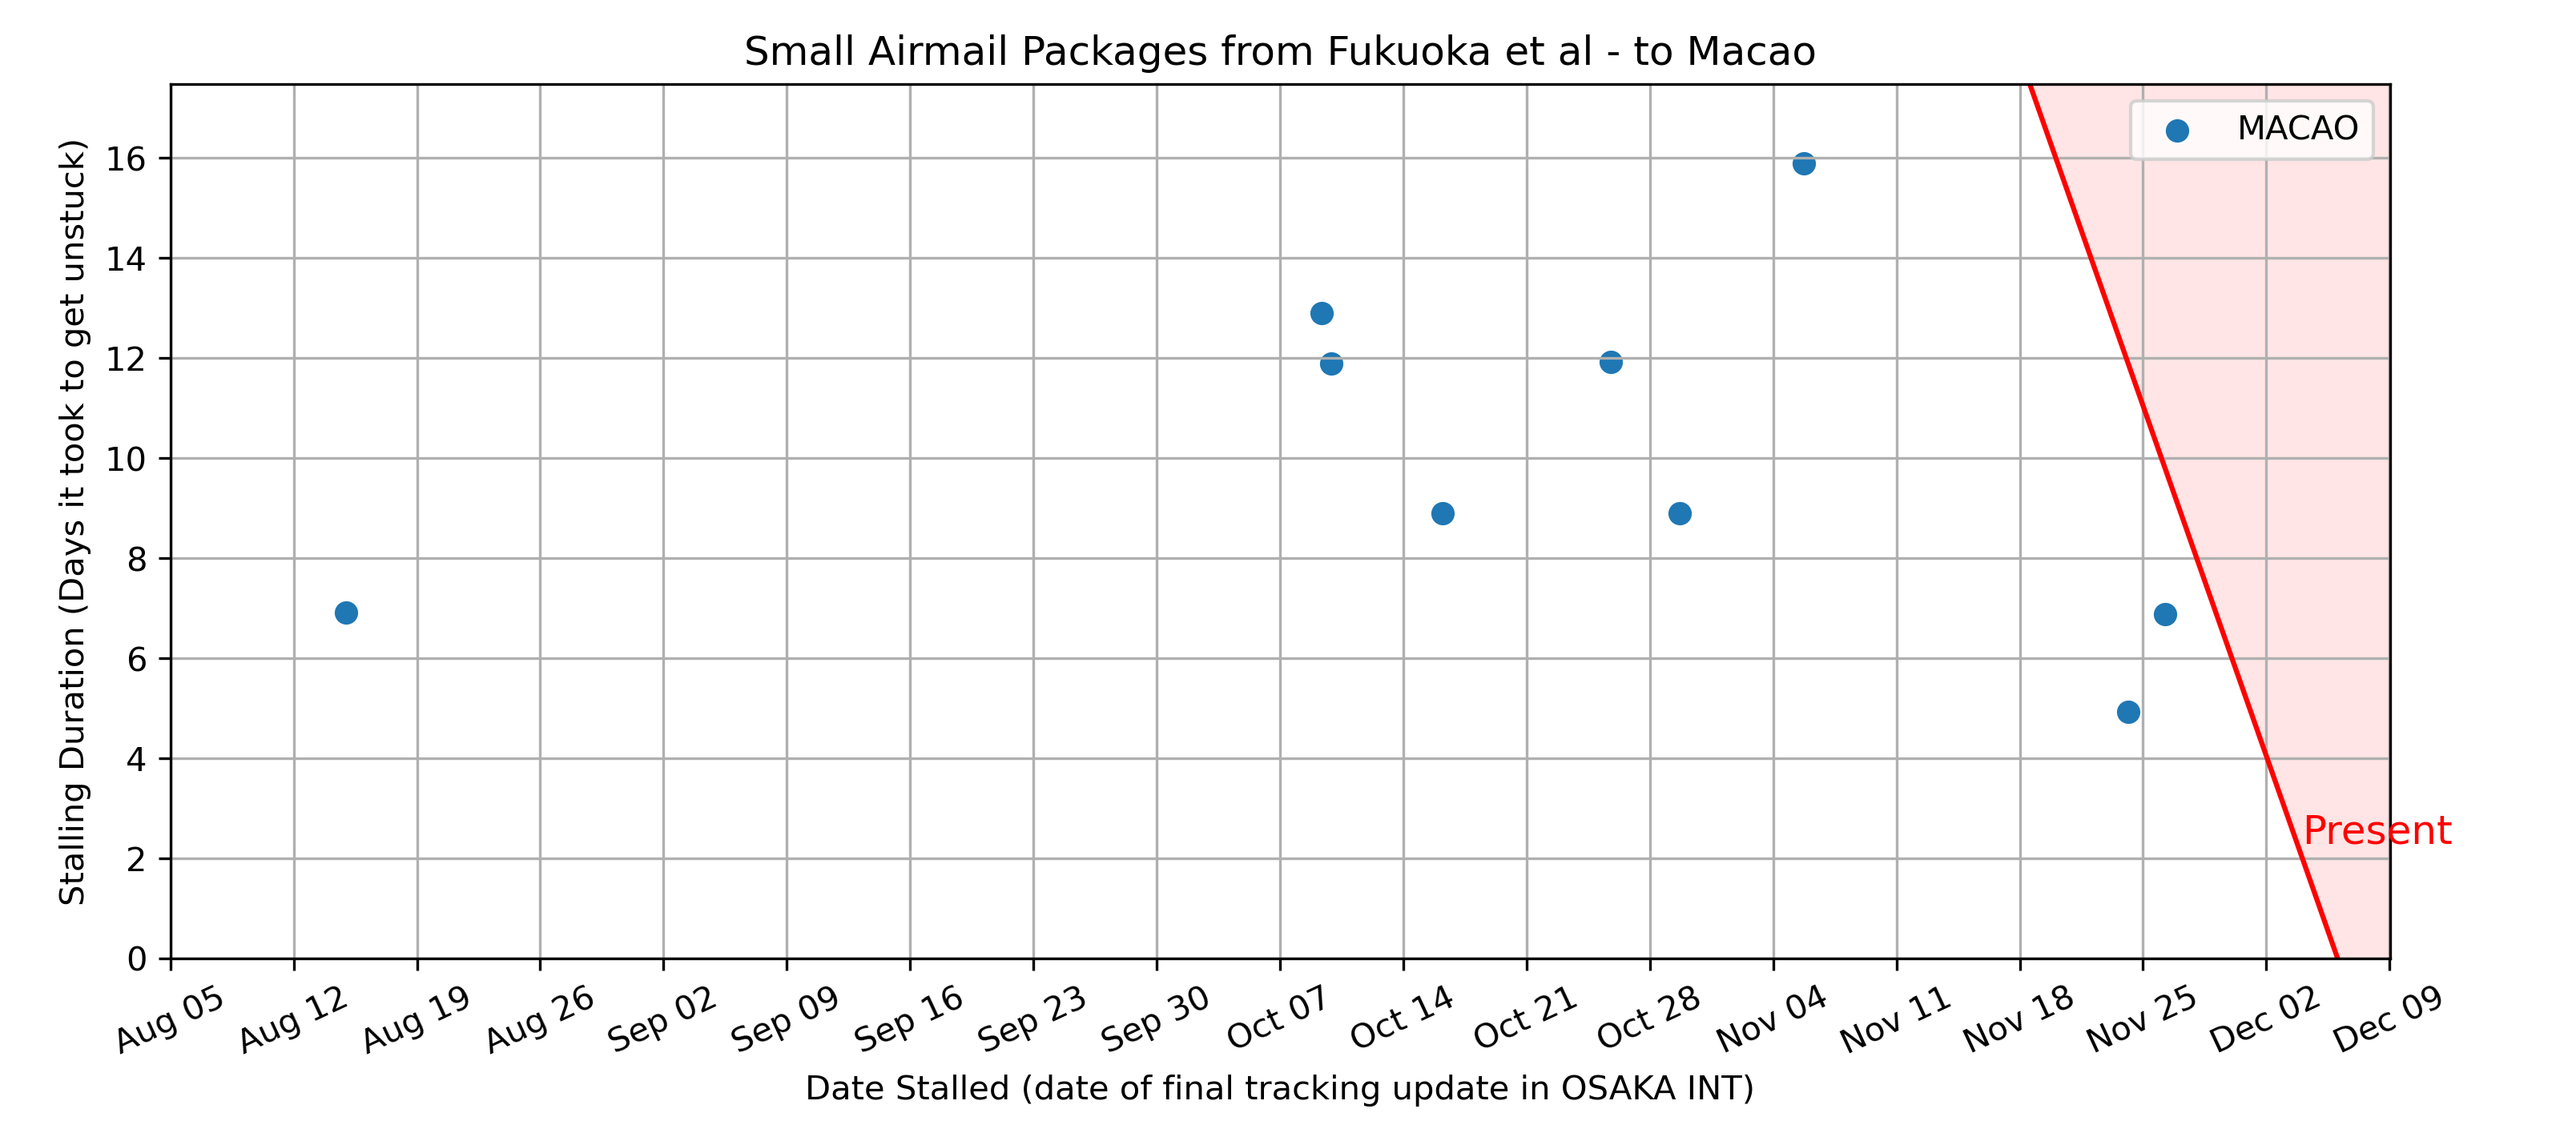 Small Airmail Packages from Fukuoka et al - to Macao
MACAO
Stalling Duration (Days it took to get unstuck)
16
14
12
10
8
6
4
2
0
Present
Aug 05
Aug 12
Aug 19
Aug 26
Sep 02
Sep 09
Sep 16
Sep 23
Sep 30
Oct 07
Oct 14
Oct 21
Oct 28
Nov 04
Nov 11
Nov 18
Nov 25
Dec 02
Dec 09
Date Stalled (date of final tracking update in OSAKA INT)